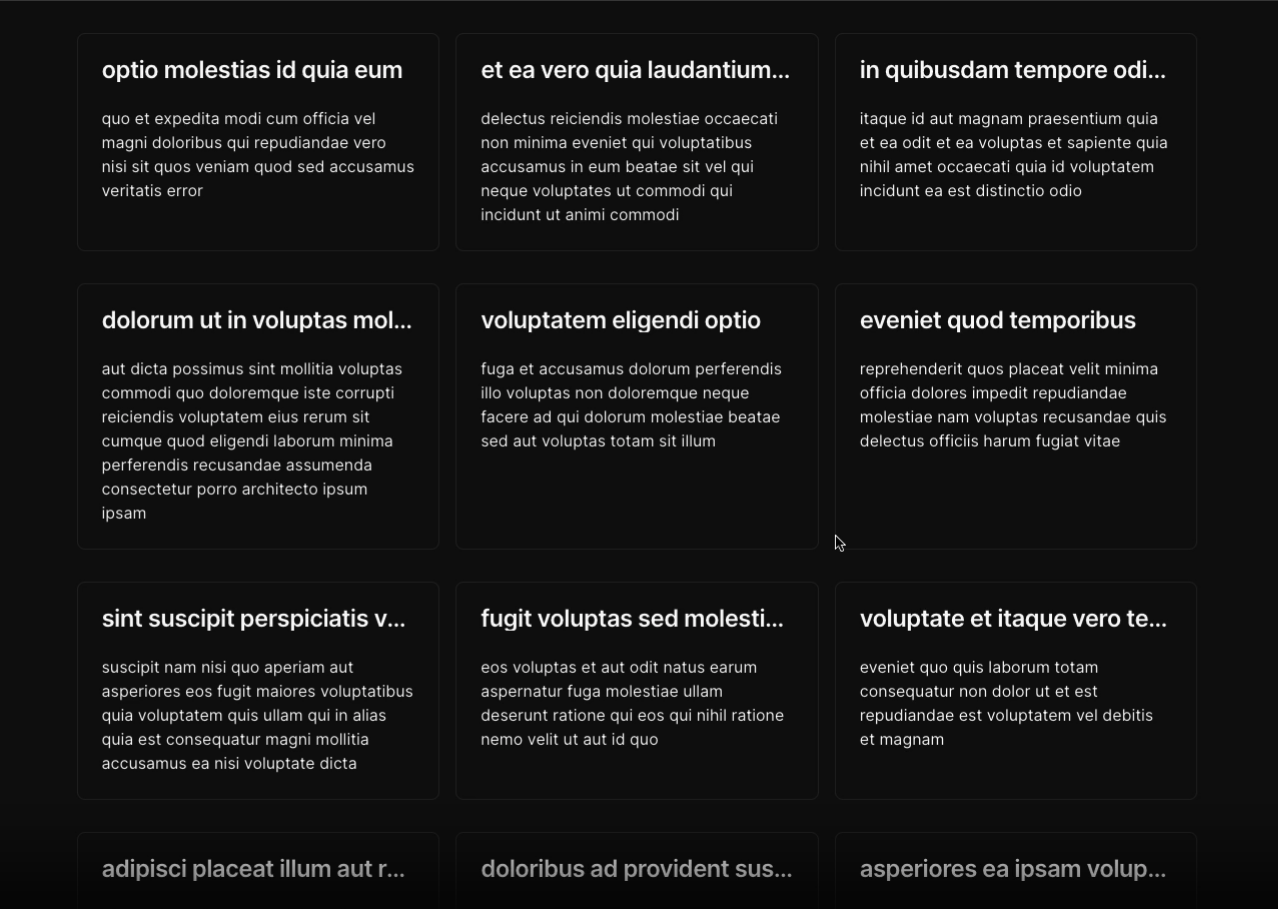 optio molestias id quia eum
quo et expedita modi cum officia vel
magni doloribus qui repudiandae vero
nisi sit quos veniam quod sed accusamus
veritatis error
et ea vero quia laudantium...
delectus reiciendis molestiae occaecati
non minima eveniet qui voluptatibus
accusamus in eum beatae sit vel qui
neque voluptates ut commodi qui
incidunt ut animi commodi
in quibusdam tempore odi...
itaque id aut magnam praesentium quia
et ea odit et ea voluptas et sapiente quia
nihil amet occaecati quia id voluptatem
incidunt ea est distinctio odio
dolorum ut in voluptas mol...
aut dicta possimus sint mollitia voluptas
commodi quo doloremque iste corrupti
reiciendis voluptatem eius rerum sit
cumque quod eligendi laborum minima
perferendis recusandae assumenda
consectetur porro architecto ipsum
ipsam
voluptatem eligendi optio
fuga et accusamus dolorum perferendis
illo voluptas non doloremque neque
facere ad qui dolorum molestiae beatae
sed aut voluptas totam sit illum
eveniet quod temporibus
reprehenderit quos placeat velit minima
officia dolores impedit repudiandae
molestiae nam voluptas recusandae quis
delectus officiis harum fugiat vitae
sint suscipit perspiciatis v...
suscipit nam nisi quo aperiam aut
asperiores eos fugit maiores voluptatibus
quia voluptatem quis ullam qui in alias
quia est consequatur magni mollitia
accusamus ea nisi voluptate dicta
fugit voluptas sed molesti...
eos voluptas et aut odit natus earum
aspernatur fuga molestiae ullam
deserunt ratione qui eos qui nihil ratione
nemo velit ut aut id quo
voluptate et itaque vero te...
eveniet quo quis laborum totam
consequatur non dolor ut et est
repudiandae est voluptatem vel debitis
et magnam
adipisci placeat illum aut r...
doloribus ad provident sus...
asperiores ea ipsam volup...